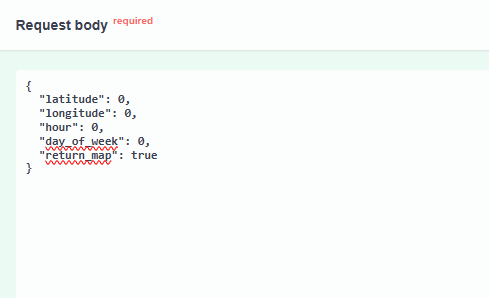 Request body required
{
  "latitude": 0,
  "longitude": 0,
  "hour": 0,
  "day_of_week": 0,
  "return_map": true
}